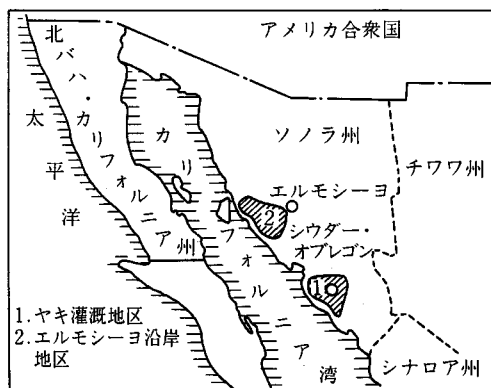 アメリカ合衆国
北バハ・カリフォルニア州
太平洋
カリフォルニア湾
ソノラ州
チワワ州
エルモシーヨ
2
シウダー・
オブレゴン
1
シナロア州
1.ヤキ灌漑地区
2.エルモシーヨ沿岸
地区